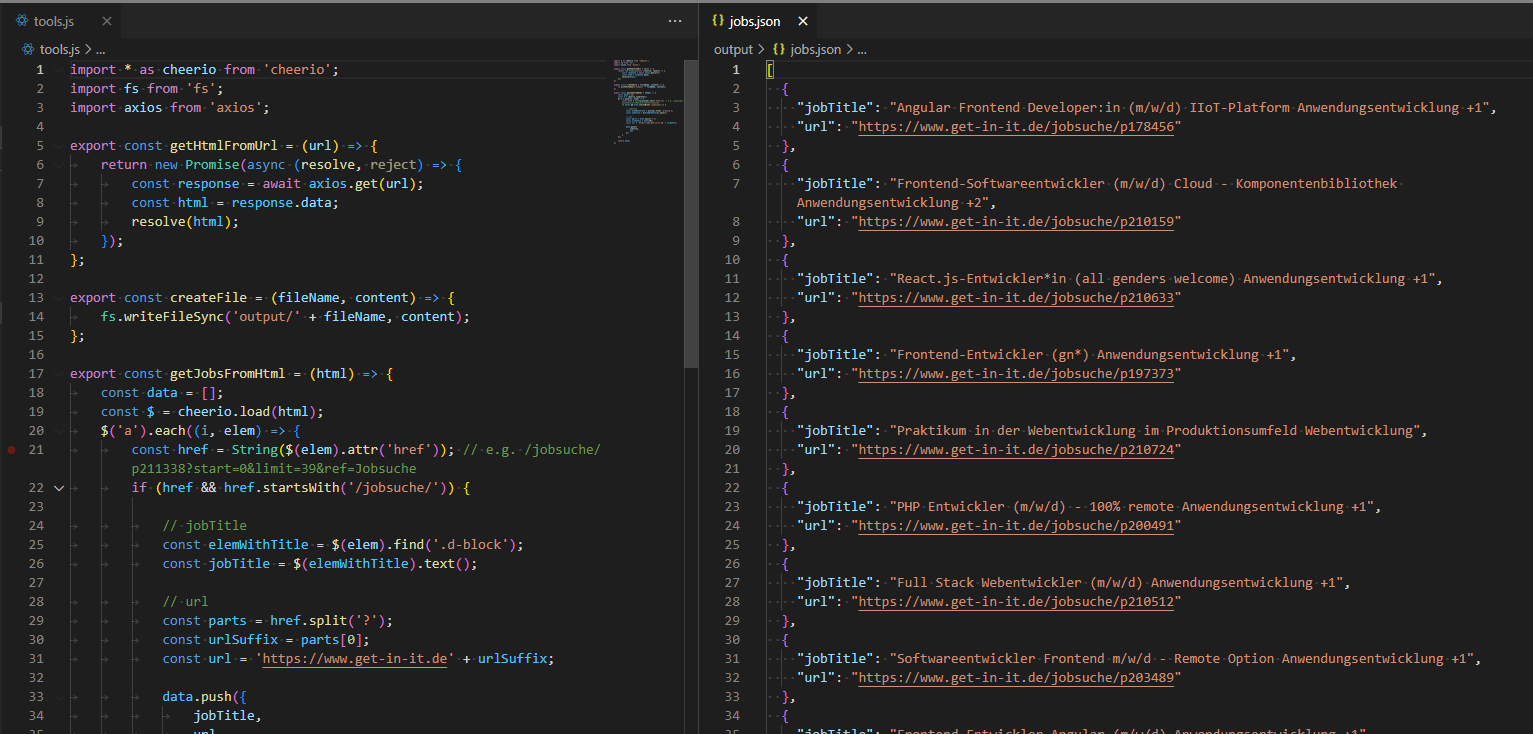 tools.js
tools.js > ...
1 import * as cheerio from 'cheerio';
2 import fs from 'fs';
3 import axios from 'axios';
4
5 export const getHtmlFromUrl = (url) => {
6 return new Promise(async (resolve, reject) => {
7 const response = await axios.get(url);
8 const html = response.data;
9 resolve(html);
10 });
11 };
12
13 export const createFile = (fileName, content) => {
14 fs.writeFileSync('output/' + fileName, content);
15 };
16
17 export const getJobsFromHtml = (html) => {
18 const data = [];
19 const $ = cheerio.load(html);
20 $('a').each((i, elem) => {
21 const href = String($(elem).attr('href')); // e.g. /jobsuche/
p211338?start=0&limit=39&ref=Jobsuche
22 if (href && href.startsWith('/jobsuche/')) {
23
24 // jobTitle
25 const elemWithTitle = $(elem).find('.d-block');
26 const jobTitle = $(elemWithTitle).text();
27
28 // url
29 const parts = href.split('?');
30 const urlSuffix = parts[0];
31 const url = 'https://www.get-in-it.de' + urlSuffix;
32
33 data.push({
34 jobTitle,
35 url
{} jobs.json
output > {} jobs.json > ...
1 [
2 {
3 "jobTitle": "Angular Frontend Developer:in (m/w/d) IIoT-Platform Anwendungsentwicklung +1",
4 "url": "https://www.get-in-it.de/jobsuche/p178456"
5 },
6 {
7 "jobTitle": "Frontend-Softwareentwickler (m/w/d) Cloud - Komponentenbibliothek
Anwendungsentwicklung +2",
8 "url": "https://www.get-in-it.de/jobsuche/p210159"
9 },
10 {
11 "jobTitle": "React.js-Entwickler*in (all genders welcome) Anwendungsentwicklung +1",
12 "url": "https://www.get-in-it.de/jobsuche/p210633"
13 },
14 {
15 "jobTitle": "Frontend-Entwickler (gn*) Anwendungsentwicklung +1",
16 "url": "https://www.get-in-it.de/jobsuche/p197373"
17 },
18 {
19 "jobTitle": "Praktikum in der Webentwicklung im Produktionsumfeld Webentwicklung",
20 "url": "https://www.get-in-it.de/jobsuche/p210724"
21 },
22 {
23 "jobTitle": "PHP Entwickler (m/w/d) - 100% remote Anwendungsentwicklung +1",
24 "url": "https://www.get-in-it.de/jobsuche/p200491"
25 },
26 {
27 "jobTitle": "Full Stack Webentwickler (m/w/d) Anwendungsentwicklung +1",
28 "url": "https://www.get-in-it.de/jobsuche/p210512"
29 },
30 {
31 "jobTitle": "Softwareentwickler Frontend m/w/d - Remote Option Anwendungsentwicklung +1",
32 "url": "https://www.get-in-it.de/jobsuche/p203489"
33 },
34 {
35 "jobTitle": "Frontend Entwickler Angular (m/w/d) Anwendungsentwicklung +1"